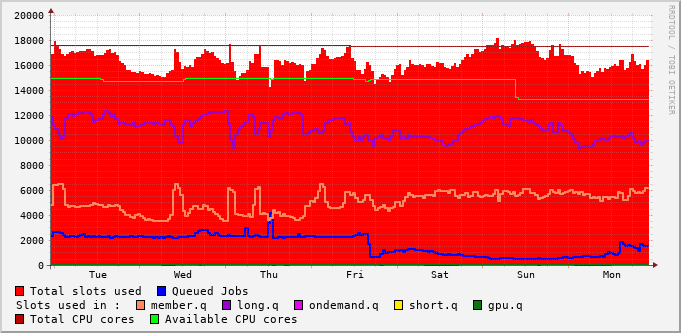 20000
18000
16000
14000
12000
10000
8000
6000
4000
2000
0
Tue Wed Thu Fri Sat Sun Mon
RRDTOOL / TOBI OETIKER
Total slots used Queued Jobs
Slots used in : member.q long.q ondemand.q short.q gpu.q
Total CPU cores Available CPU cores